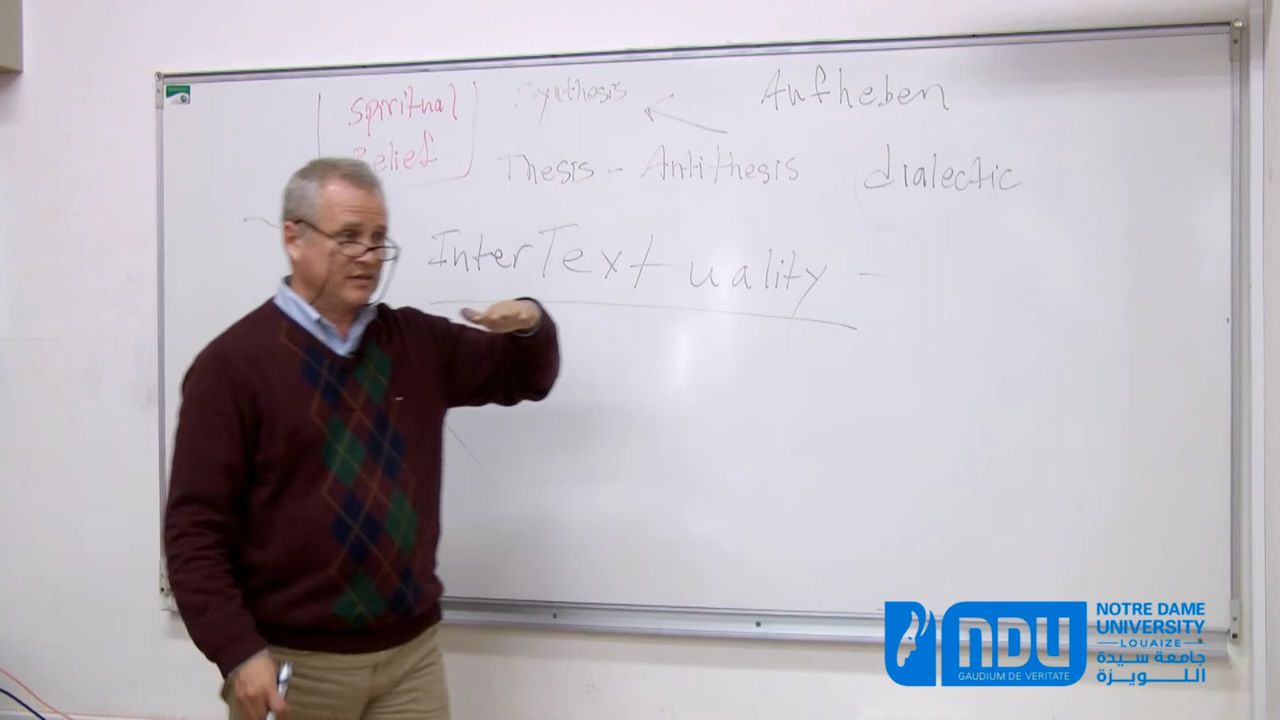 Synthesis
Aufheben
Spiritual
Belief
Thesis - Antithesis
dialectic
InterTextuality -
NDU
GAUDIUM DE VERITATE
NOTRE DAME
UNIVERSITY
LOUAIZE
جامعة سيدة
اللويزة